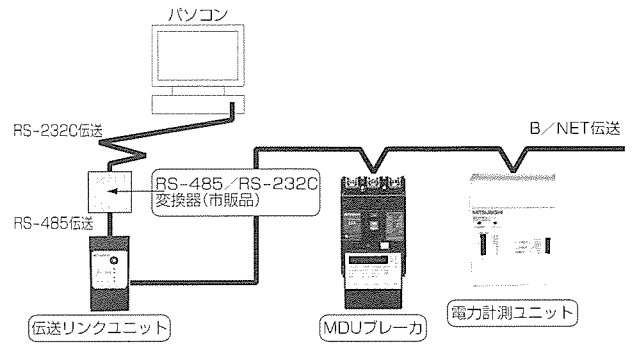 パソコン
RS-232C伝送
B／NET伝送
RS-485／RS-232C
変換器(市販品)
RS-485伝送
MITSUBISHI
伝送リンクユニット
MDUブレーカ
電力計測ユニット